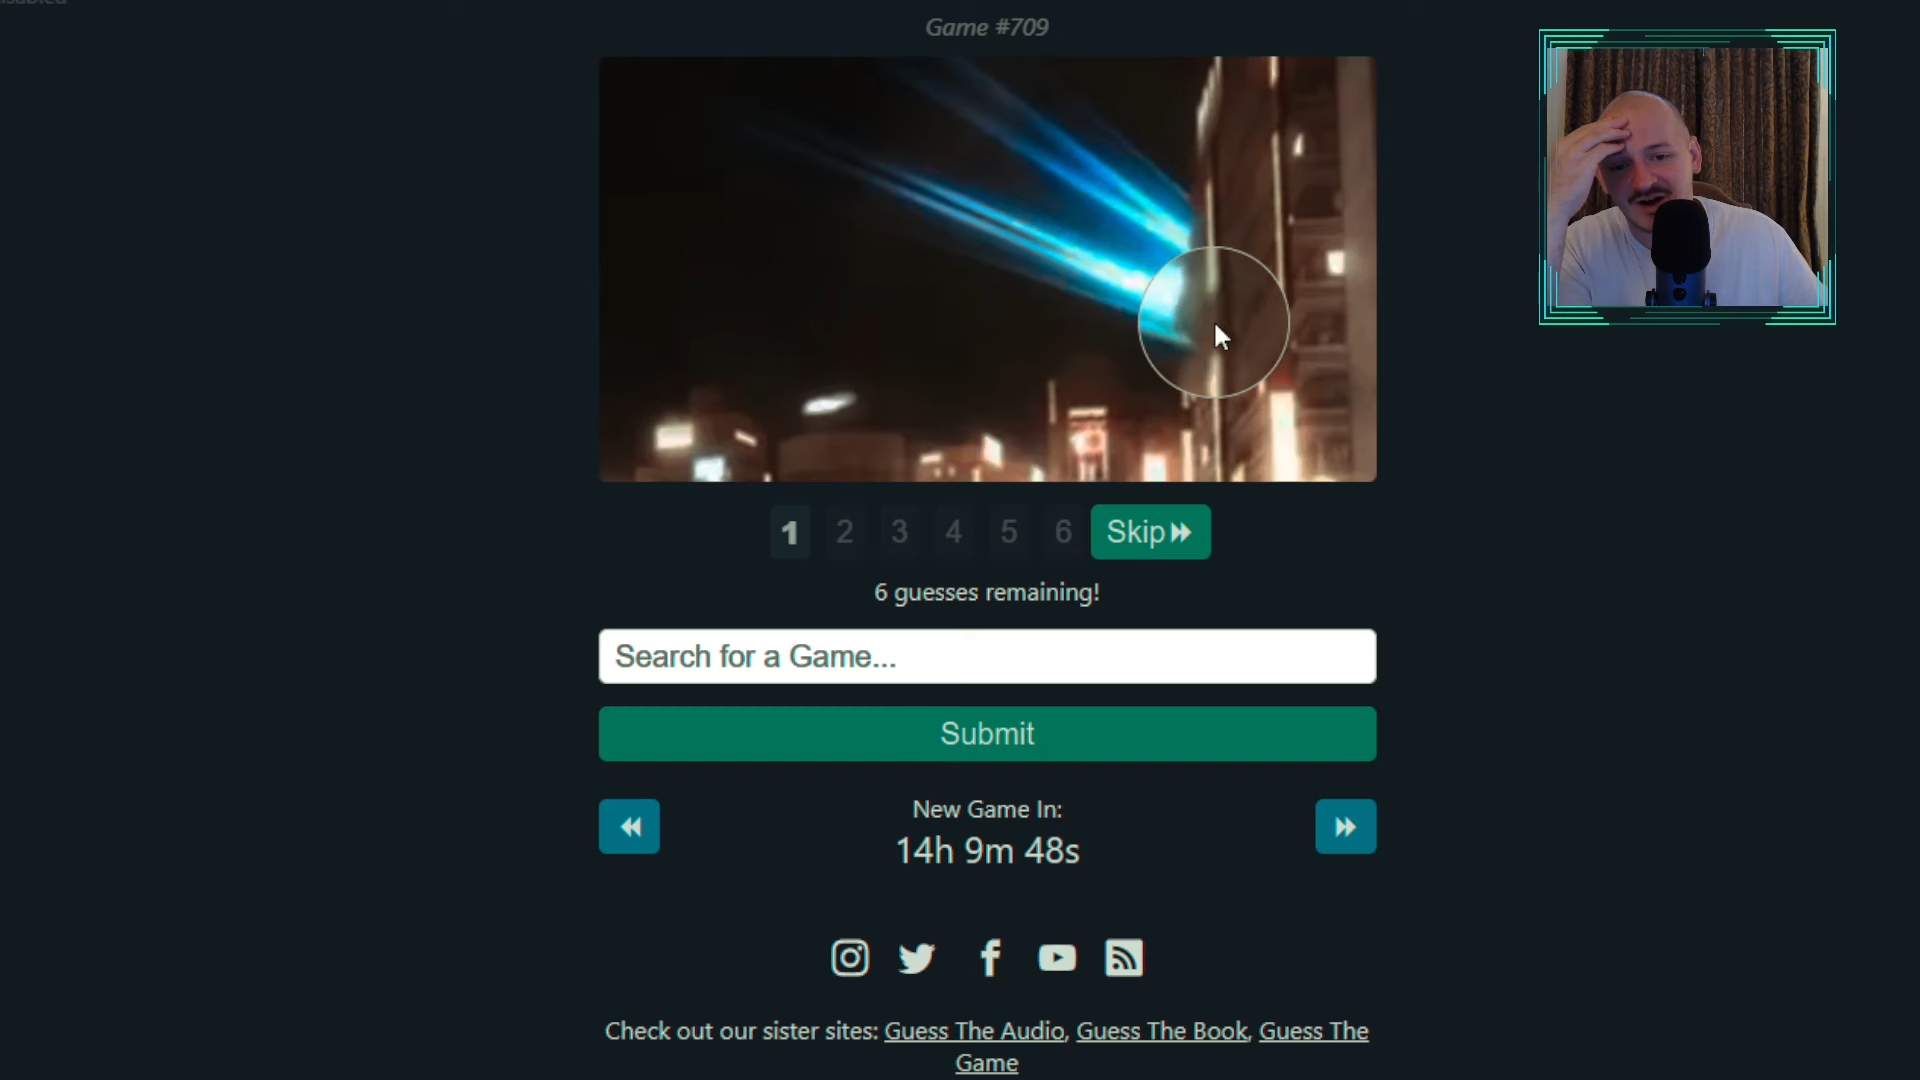 Game #709
1 2 3 4 5 6 Skip
6 guesses remaining!
Search for a Game...
Submit
New Game In:
14h 9m 48s
Check out our sister sites: Guess The Audio, Guess The Book, Guess The
Game